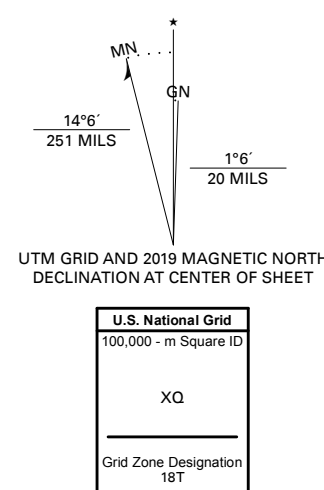 ★
MN
GN
14°6´
251 MILS
1°6´
20 MILS
UTM GRID AND 2019 MAGNETIC NORTH
DECLINATION AT CENTER OF SHEET
U.S. National Grid
100,000 - m Square ID
XQ
Grid Zone Designation
18T